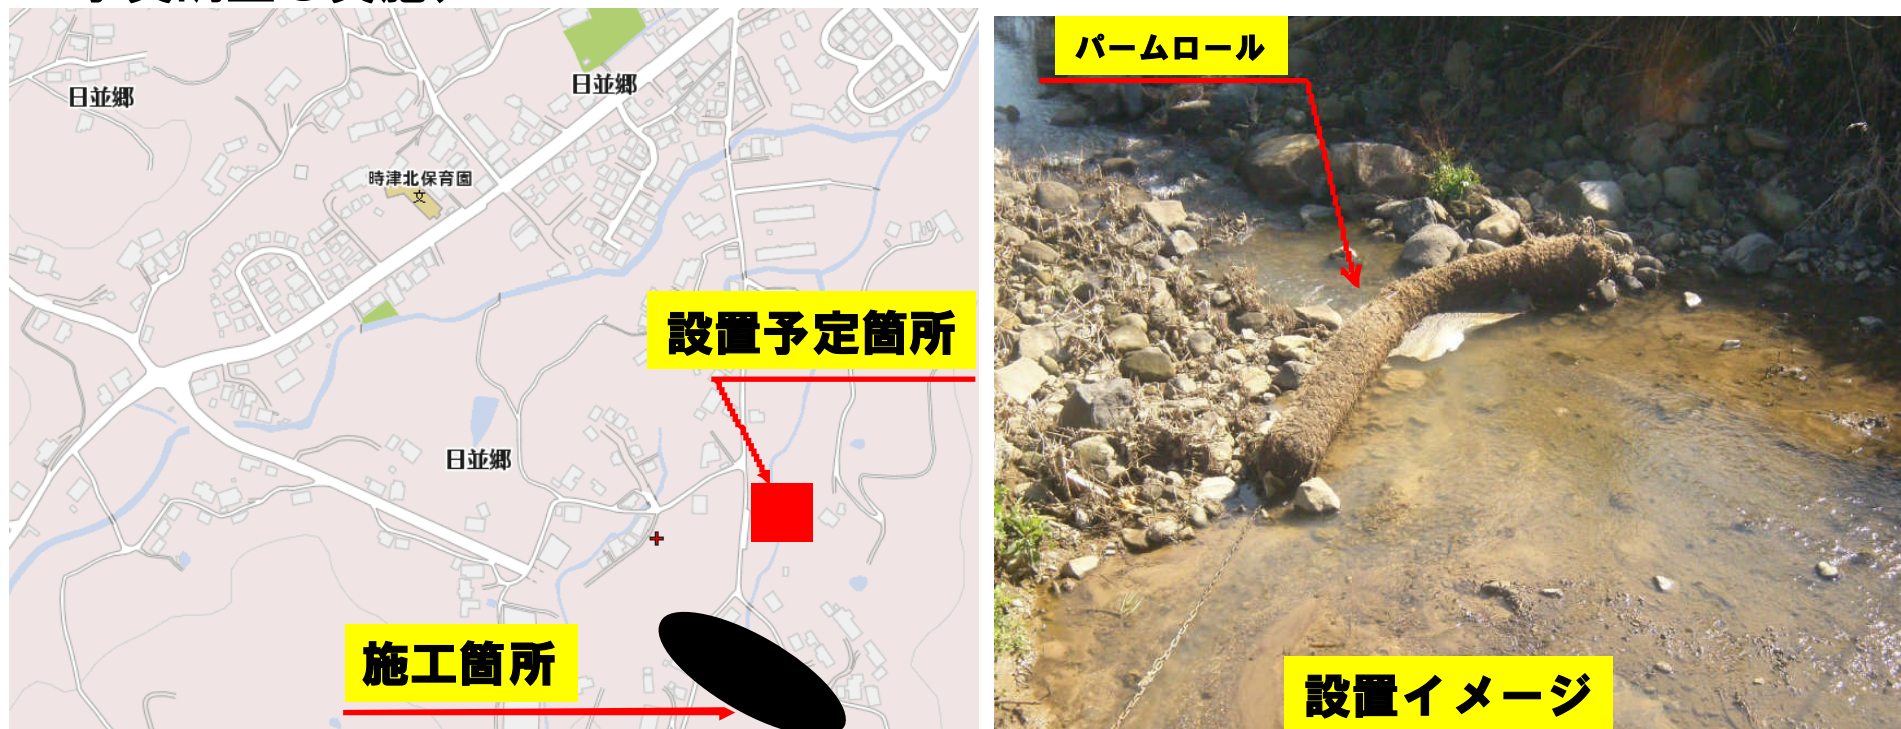 日並郷
日並郷
時津北保育園
設置予定箇所
日並郷
施工箇所
パームロール
設置イメージ